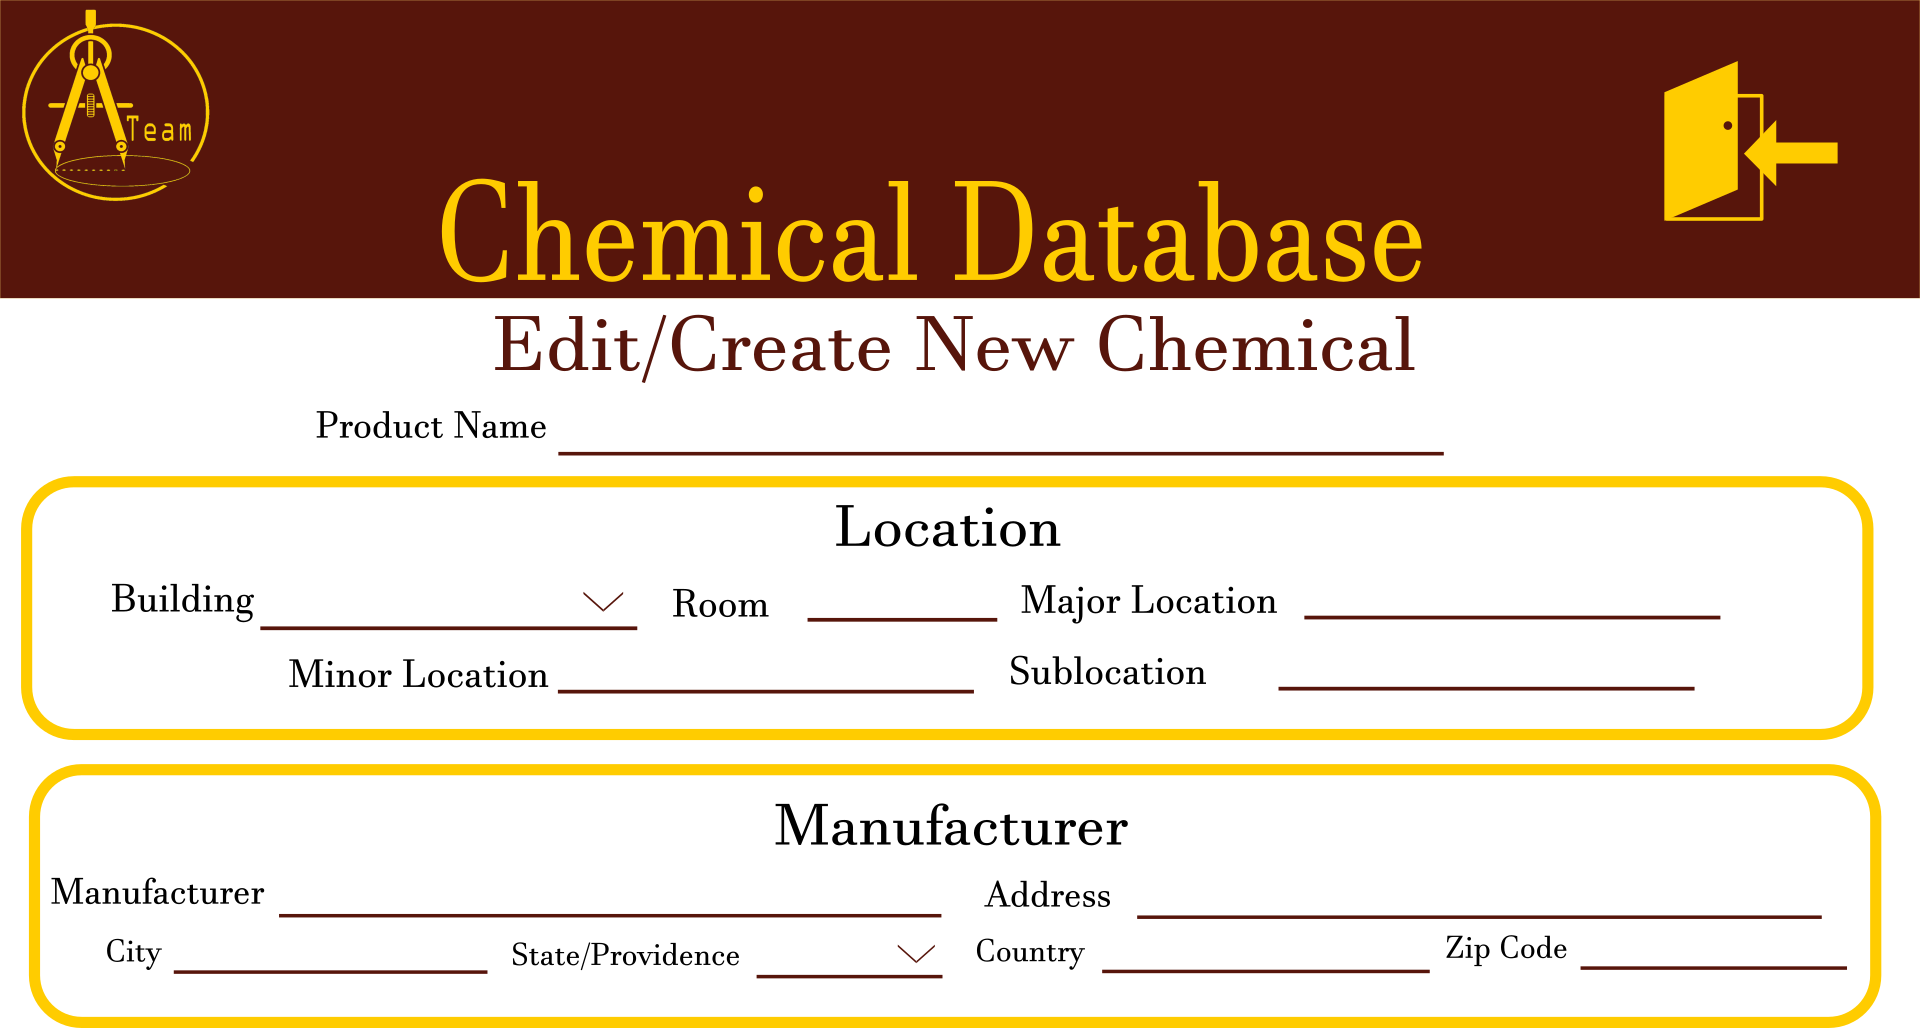 Team
Chemical Database
Edit/Create New Chemical
Product Name
Location
Building Room Major Location
Minor Location Sublocation
Manufacturer
Manufacturer Address
City State/Providence Country Zip Code